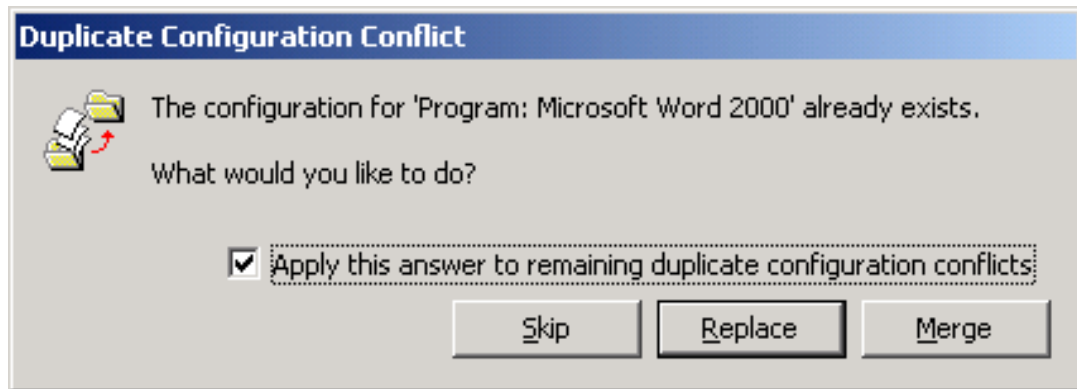 Duplicate Configuration Conflict
The configuration for 'Program: Microsoft Word 2000' already exists.
What would you like to do?
Apply this answer to remaining duplicate configuration conflicts
Skip Replace Merge